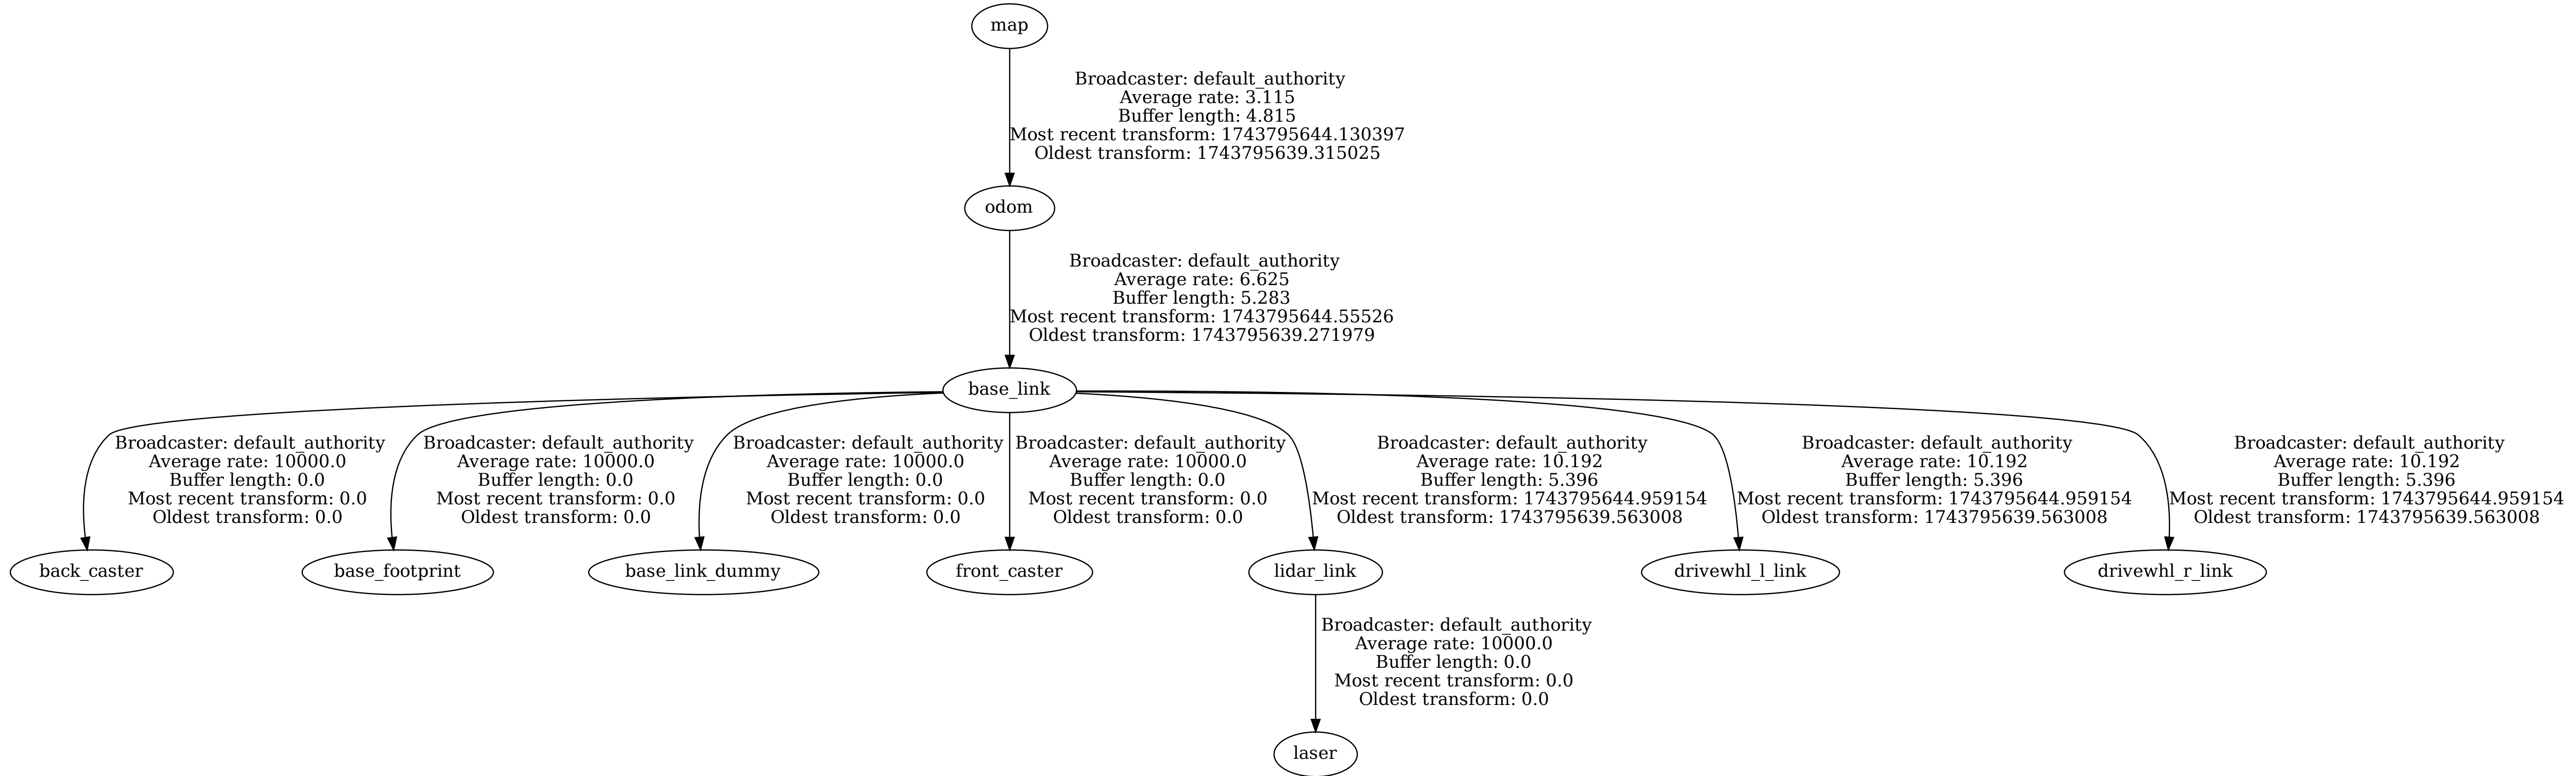 map
Broadcaster: default_authority
Average rate: 3.115
Buffer length: 4.815
Most recent transform: 1743795644.130397
Oldest transform: 1743795639.315025
odom
Broadcaster: default_authority
Average rate: 6.625
Buffer length: 5.283
Most recent transform: 1743795644.55526
Oldest transform: 1743795639.271979
base_link
Broadcaster: default_authority
Average rate: 10000.0
Buffer length: 0.0
Most recent transform: 0.0
Oldest transform: 0.0
Broadcaster: default_authority
Average rate: 10000.0
Buffer length: 0.0
Most recent transform: 0.0
Oldest transform: 0.0
Broadcaster: default_authority
Average rate: 10000.0
Buffer length: 0.0
Most recent transform: 0.0
Oldest transform: 0.0
Broadcaster: default_authority
Average rate: 10000.0
Buffer length: 0.0
Most recent transform: 0.0
Oldest transform: 0.0
Broadcaster: default_authority
Average rate: 10.192
Buffer length: 5.396
Most recent transform: 1743795644.959154
Oldest transform: 1743795639.563008
Broadcaster: default_authority
Average rate: 10.192
Buffer length: 5.396
Most recent transform: 1743795644.959154
Oldest transform: 1743795639.563008
Broadcaster: default_authority
Average rate: 10.192
Buffer length: 5.396
Most recent transform: 1743795644.959154
Oldest transform: 1743795639.563008
back_caster
base_footprint
base_link_dummy
front_caster
lidar_link
drivewhl_l_link
drivewhl_r_link
Broadcaster: default_authority
Average rate: 10000.0
Buffer length: 0.0
Most recent transform: 0.0
Oldest transform: 0.0
laser